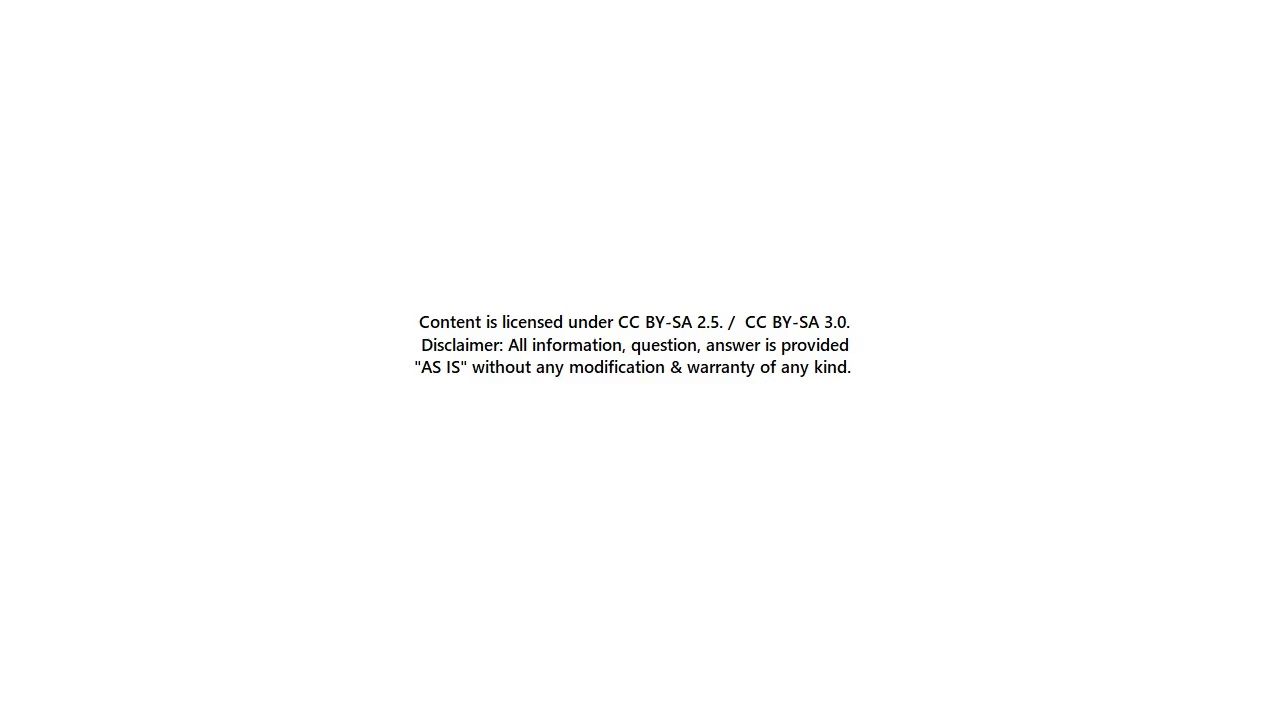 Content is licensed under CC BY-SA 2.5. /  CC BY-SA 3.0.
Disclaimer: All information, question, answer is provided
"AS IS" without any modification & warranty of any kind.